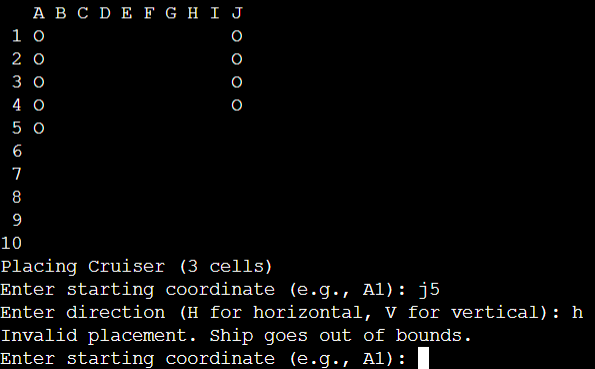 A B C D E F G H I J
1 O O
2 O O
3 O O
4 O O
5 O
6
7
8
9
10
Placing Cruiser (3 cells)
Enter starting coordinate (e.g., A1): j5
Enter direction (H for horizontal, V for vertical): h
Invalid placement. Ship goes out of bounds.
Enter starting coordinate (e.g., A1):